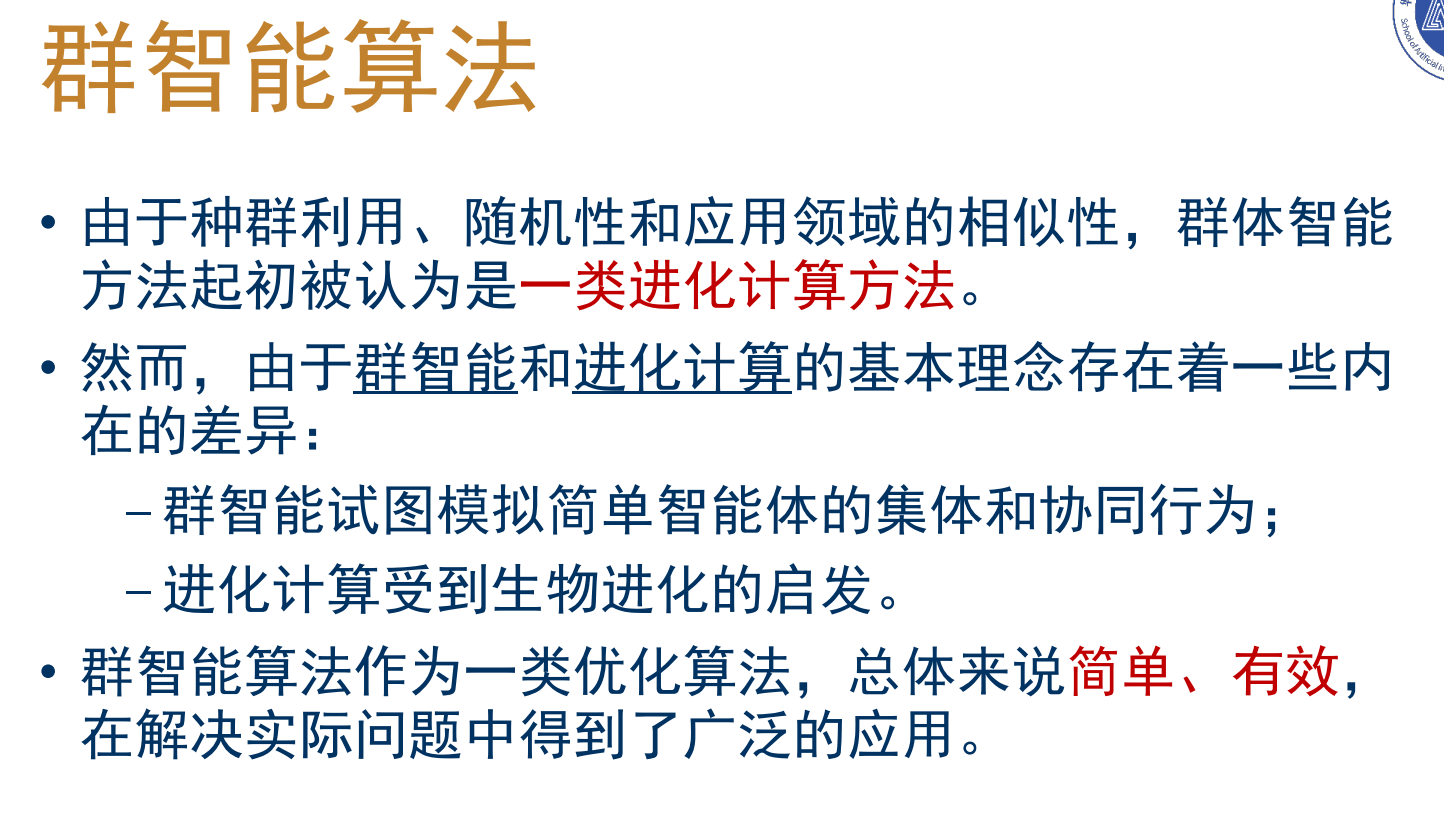 群智能算法
School of Artificial
• 由于种群利用、随机性和应用领域的相似性，群体智能
方法起初被认为是一类进化计算方法。
• 然而，由于群智能和进化计算的基本理念存在着一些内
在的差异：
– 群智能试图模拟简单智能体的集体和协同行为；
– 进化计算受到生物进化的启发。
• 群智能算法作为一类优化算法，总体来说简单、有效，
在解决实际问题中得到了广泛的应用。